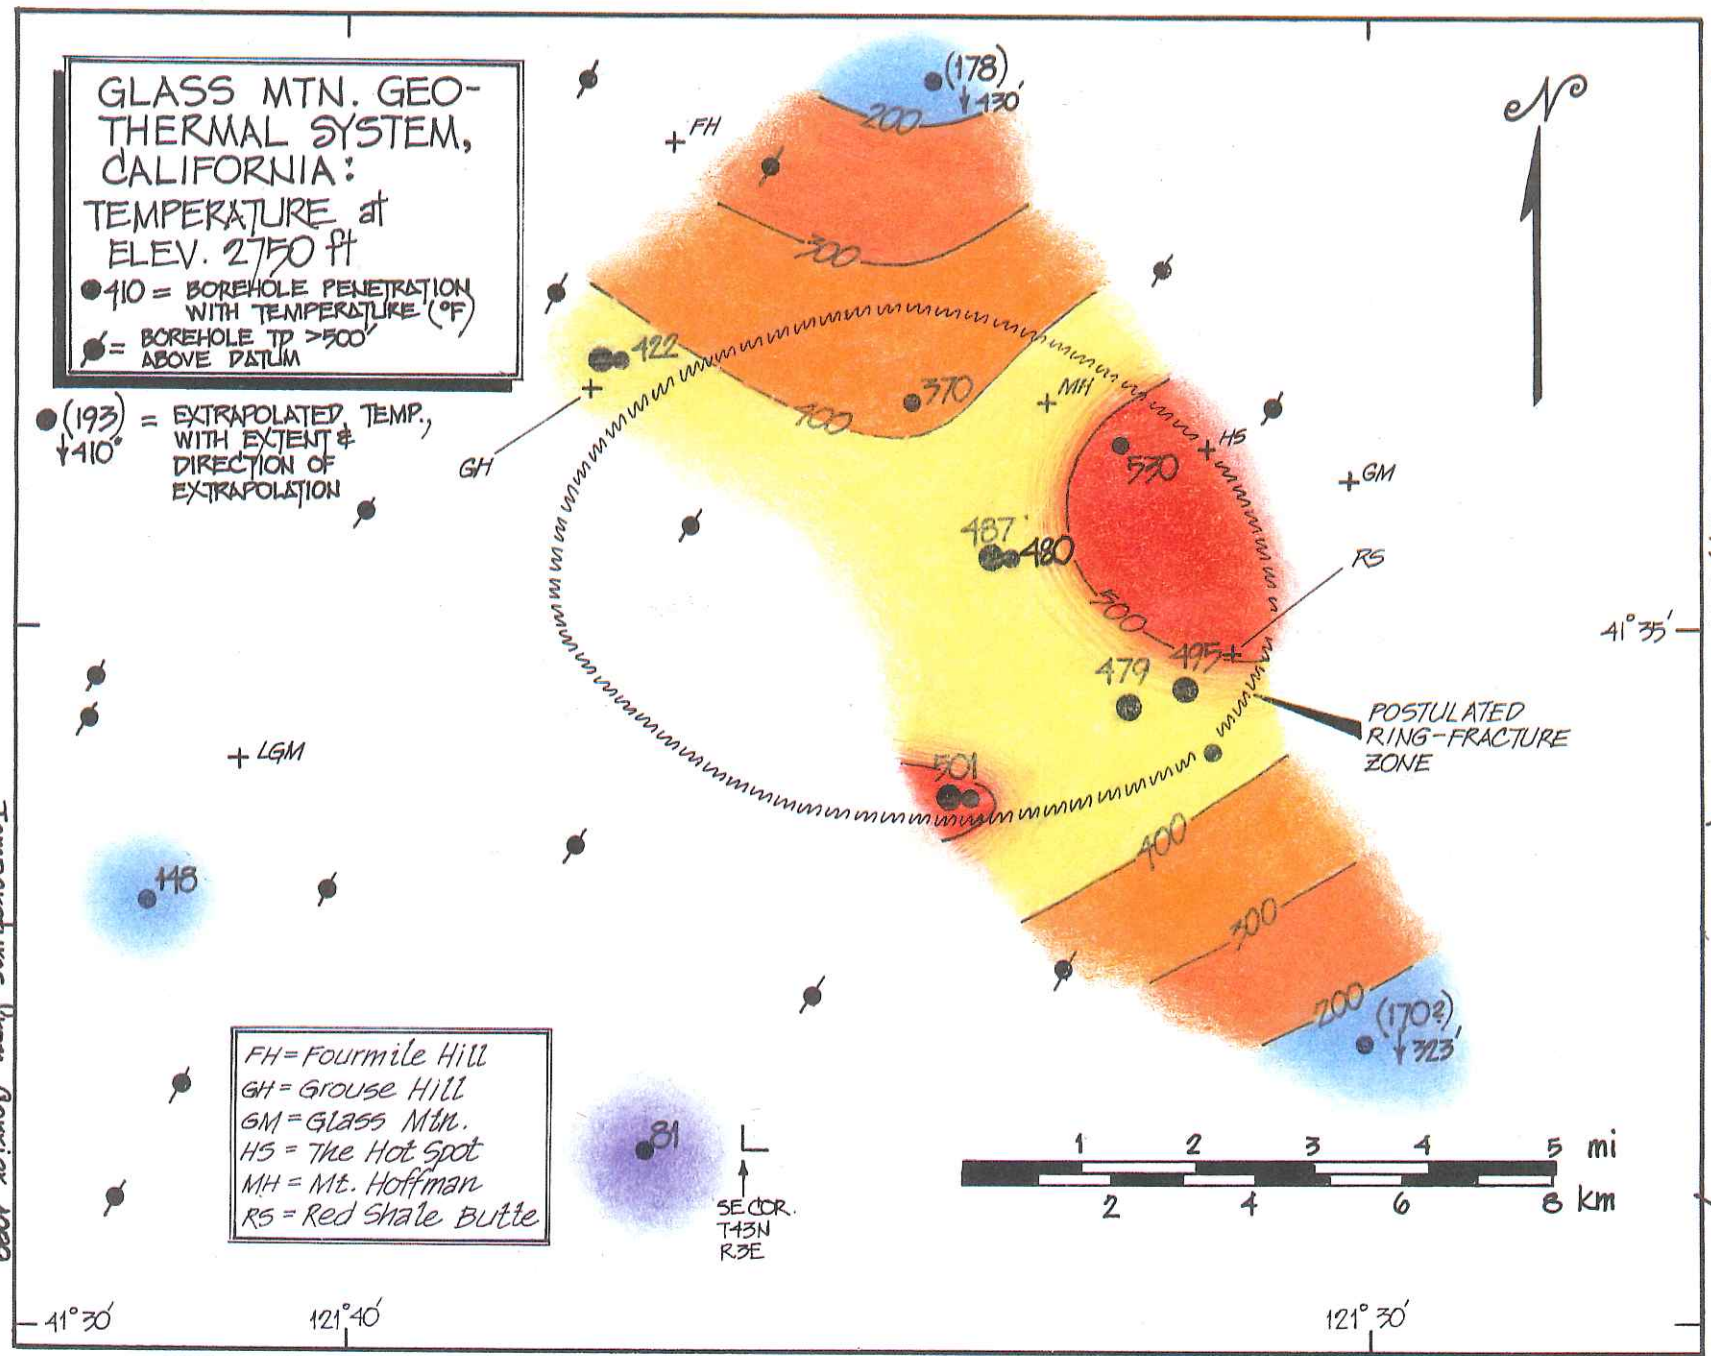 GLASS MTN. GEO-
THERMAL SYSTEM,
CALIFORNIA:
TEMPERATURE at
ELEV. 2750 ft
410 = BOREHOLE PENETRATION
WITH TEMPERATURE (°F)
= BOREHOLE TD >500'
ABOVE DATUM
(193) = EXTRAPOLATED TEMP.,
↓410° WITH EXTENT &
DIRECTION OF
EXTRAPOLATION
N
(178)
↓430'
200
FH
300
422
370
MH
400
GH
HS
530
GM
487
480
RS
500
41°35'
479
495
POSTULATED
RING-FRACTURE
ZONE
LGM
501
400
148
300
200
(170?)
↓323'
FH = Fourmile Hill
GH = Grouse Hill
GM = Glass Mtn.
HS = The Hot Spot
MH = Mt. Hoffman
RS = Red Shale Butte
81
SE COR.
T43N
R3E
1 2 3 4 5 mi
2 4 6 8 km
41°30'
121°40'
121°30'